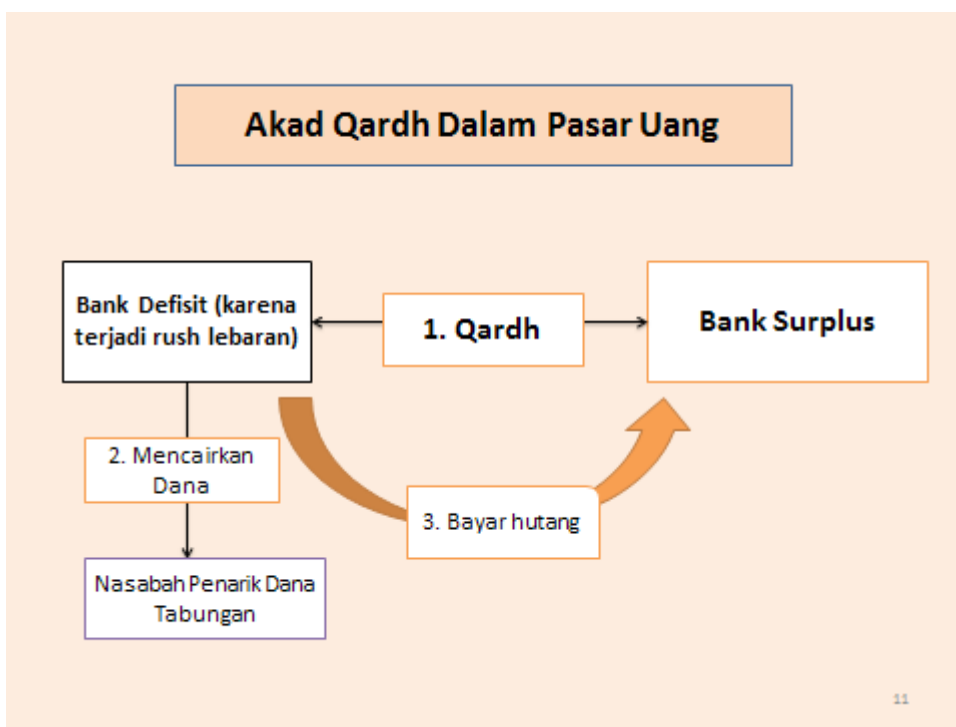 Akad Qardh Dalam Pasar Uang
Bank Defisit (karena
terjadi rush lebaran)
1. Qardh
Bank Surplus
2. Mencairkan
Dana
3. Bayar hutang
Nasabah Penarik Dana
Tabungan
11